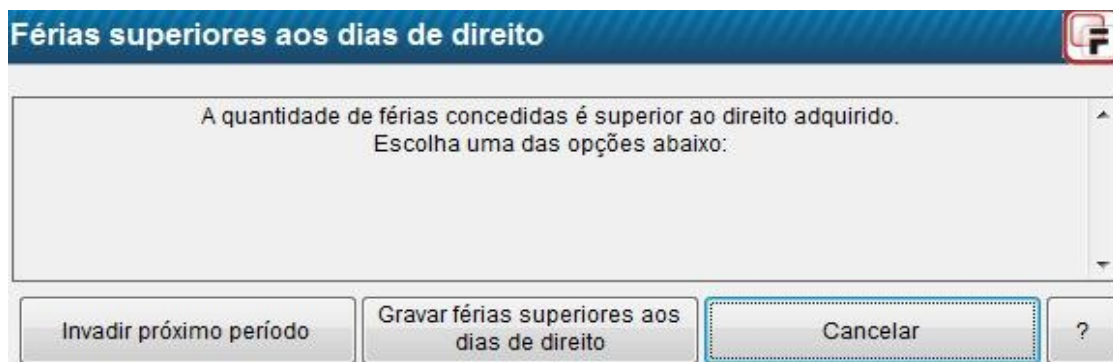 Férias superiores aos dias de direito
F
A quantidade de férias concedidas é superior ao direito adquirido.
Escolha uma das opções abaixo:
Invadir próximo período
Gravar férias superiores aos
dias de direito
Cancelar
?